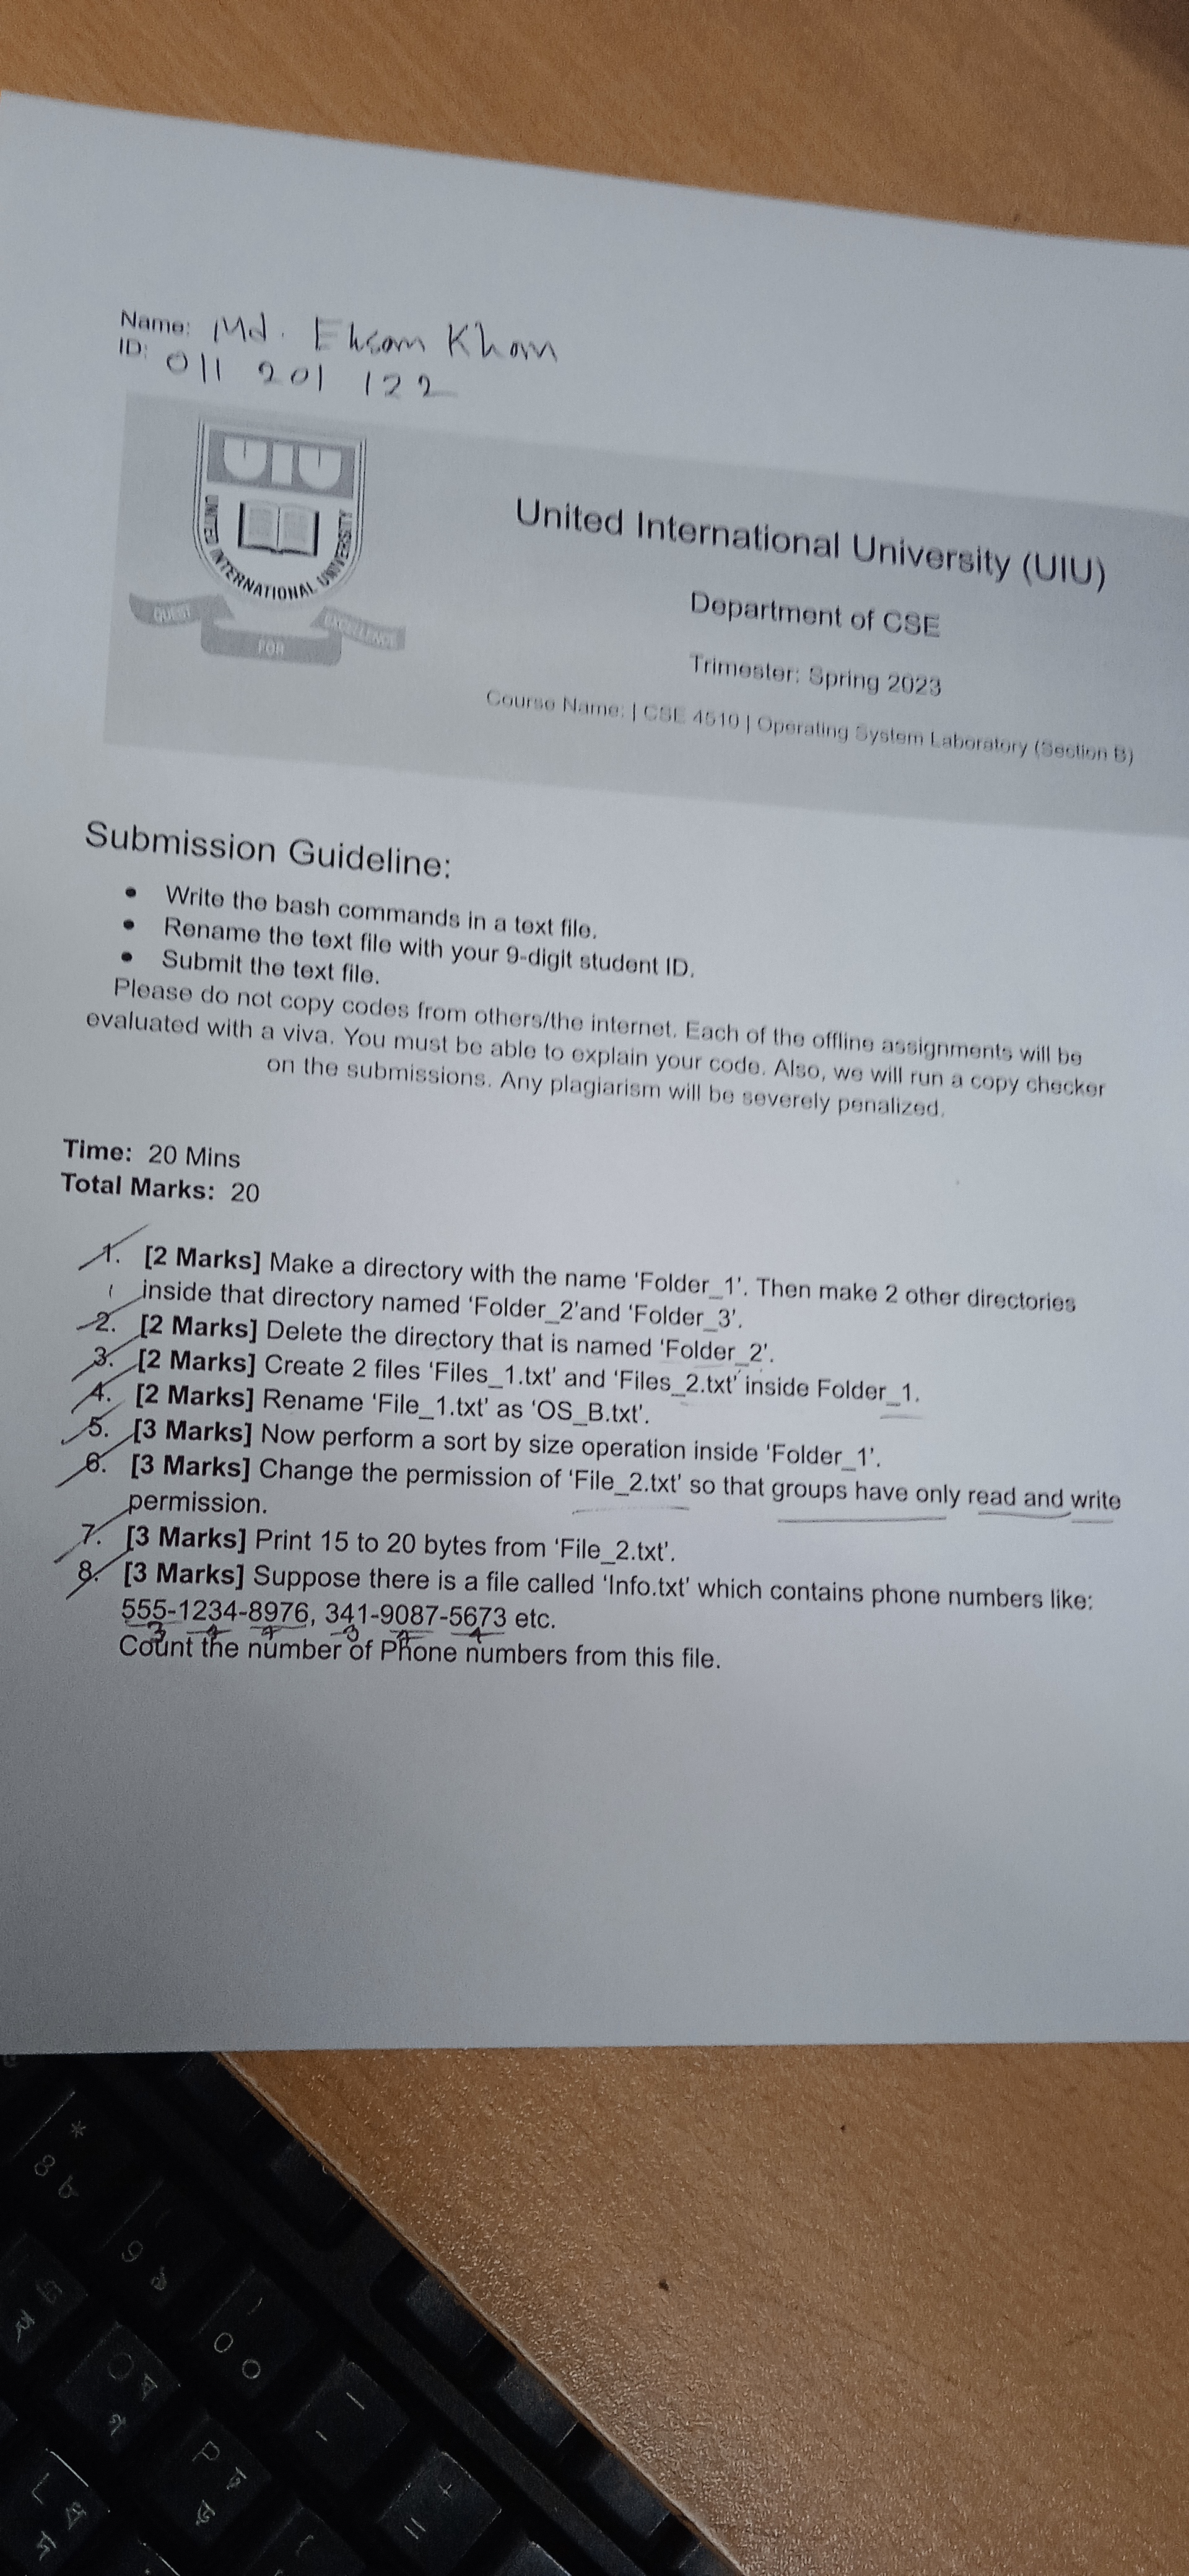 Name: Md. Ehsan Khan
ID: 011 201 122
UIU
UNITED INTERNATIONAL UNIVERSITY
QUEST FOR EXCELLENCE
United International University (UIU)
Department of CSE
Trimester: Spring 2023
Course Name: | CSE 4510 | Operating System Laboratory (Section B)
Submission Guideline:
• Write the bash commands in a text file.
• Rename the text file with your 9-digit student ID.
• Submit the text file.
Please do not copy codes from others/the internet. Each of the offline assignments will be
evaluated with a viva. You must be able to explain your code. Also, we will run a copy checker
on the submissions. Any plagiarism will be severely penalized.
Time: 20 Mins
Total Marks: 20
1. [2 Marks] Make a directory with the name ‘Folder_1’. Then make 2 other directories
inside that directory named ‘Folder_2’and ‘Folder_3’.
2. [2 Marks] Delete the directory that is named ‘Folder_2’.
3. [2 Marks] Create 2 files ‘Files_1.txt’ and ‘Files_2.txt’ inside Folder_1.
4. [2 Marks] Rename ‘File_1.txt’ as ‘OS_B.txt’.
5. [3 Marks] Now perform a sort by size operation inside ‘Folder_1’.
6. [3 Marks] Change the permission of ‘File_2.txt’ so that groups have only read and write
permission.
7. [3 Marks] Print 15 to 20 bytes from ‘File_2.txt’.
8. [3 Marks] Suppose there is a file called ‘Info.txt’ which contains phone numbers like:
555-1234-8976, 341-9087-5673 etc.
3 4 4 3 4 4
Count the number of Phone numbers from this file.
*
8 ৮
9 ৯
)
0 ০
P
L
+
=